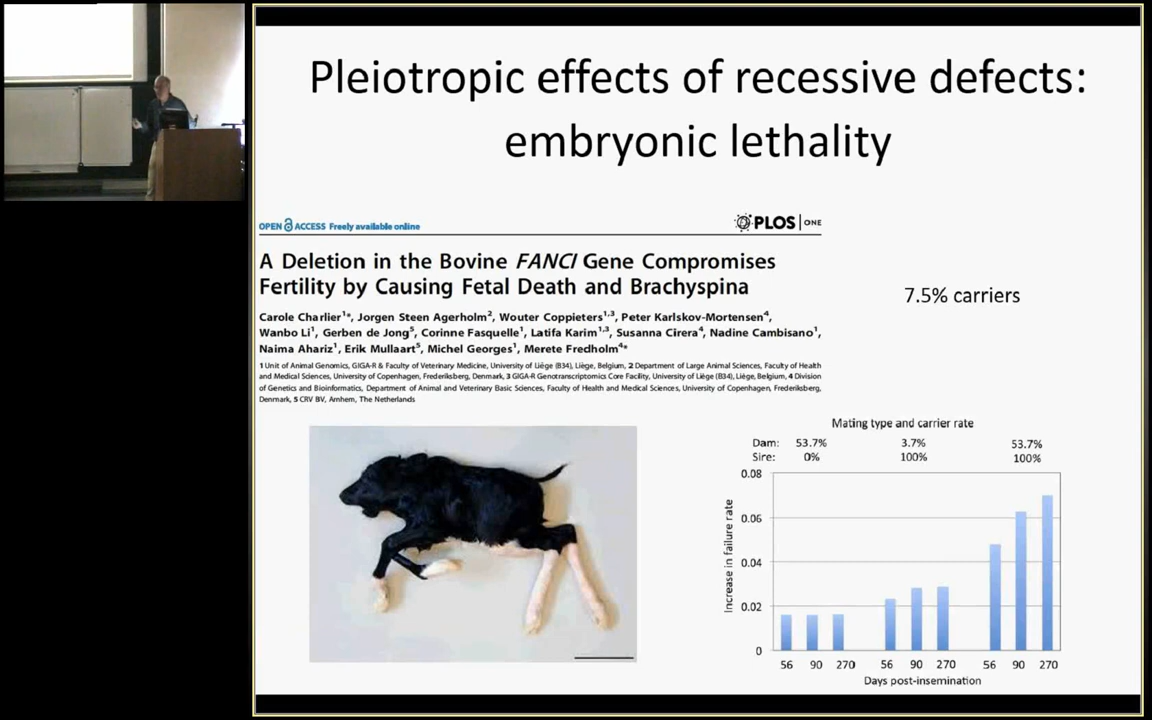 Pleiotropic effects of recessive defects:
embryonic lethality
OPEN ACCESS Freely available online
PLOS ONE
A Deletion in the Bovine FANCI Gene Compromises
Fertility by Causing Fetal Death and Brachyspina
Carole Charlier1*, Jorgen Steen Agerholm2, Wouter Coppieters1,3, Peter Karlskov-Mortensen4,
Wanbo Li1, Gerben de Jong5, Corinne Fasquelle1, Latifa Karim1,3, Susanna Cirera4, Nadine Cambisano1,
Naima Ahariz1, Erik Mullaart5, Michel Georges1, Merete Fredholm4*
1 Unit of Animal Genomics, GIGA-R & Faculty of Veterinary Medicine, University of Liège (B34), Liège, Belgium, 2 Department of Large Animal Sciences, Faculty of Health
and Medical Sciences, University of Copenhagen, Frederiksberg, Denmark, 3 GIGA-R Genotranscriptomics Core Facility, University of Liège (B34), Liège, Belgium, 4 Division
of Genetics and Bioinformatics, Department of Animal and Veterinary Basic Sciences, Faculty of Health and Medical Sciences, University of Copenhagen, Frederiksberg,
Denmark, 5 CRV BV, Arnhem, The Netherlands
7.5% carriers
Mating type and carrier rate
Dam: 53.7% 3.7% 53.7%
Sire: 0% 100% 100%
0.08
0.06
0.04
0.02
0
Increase in failure rate
56 90 270 56 90 270 56 90 270
Days post-insemination